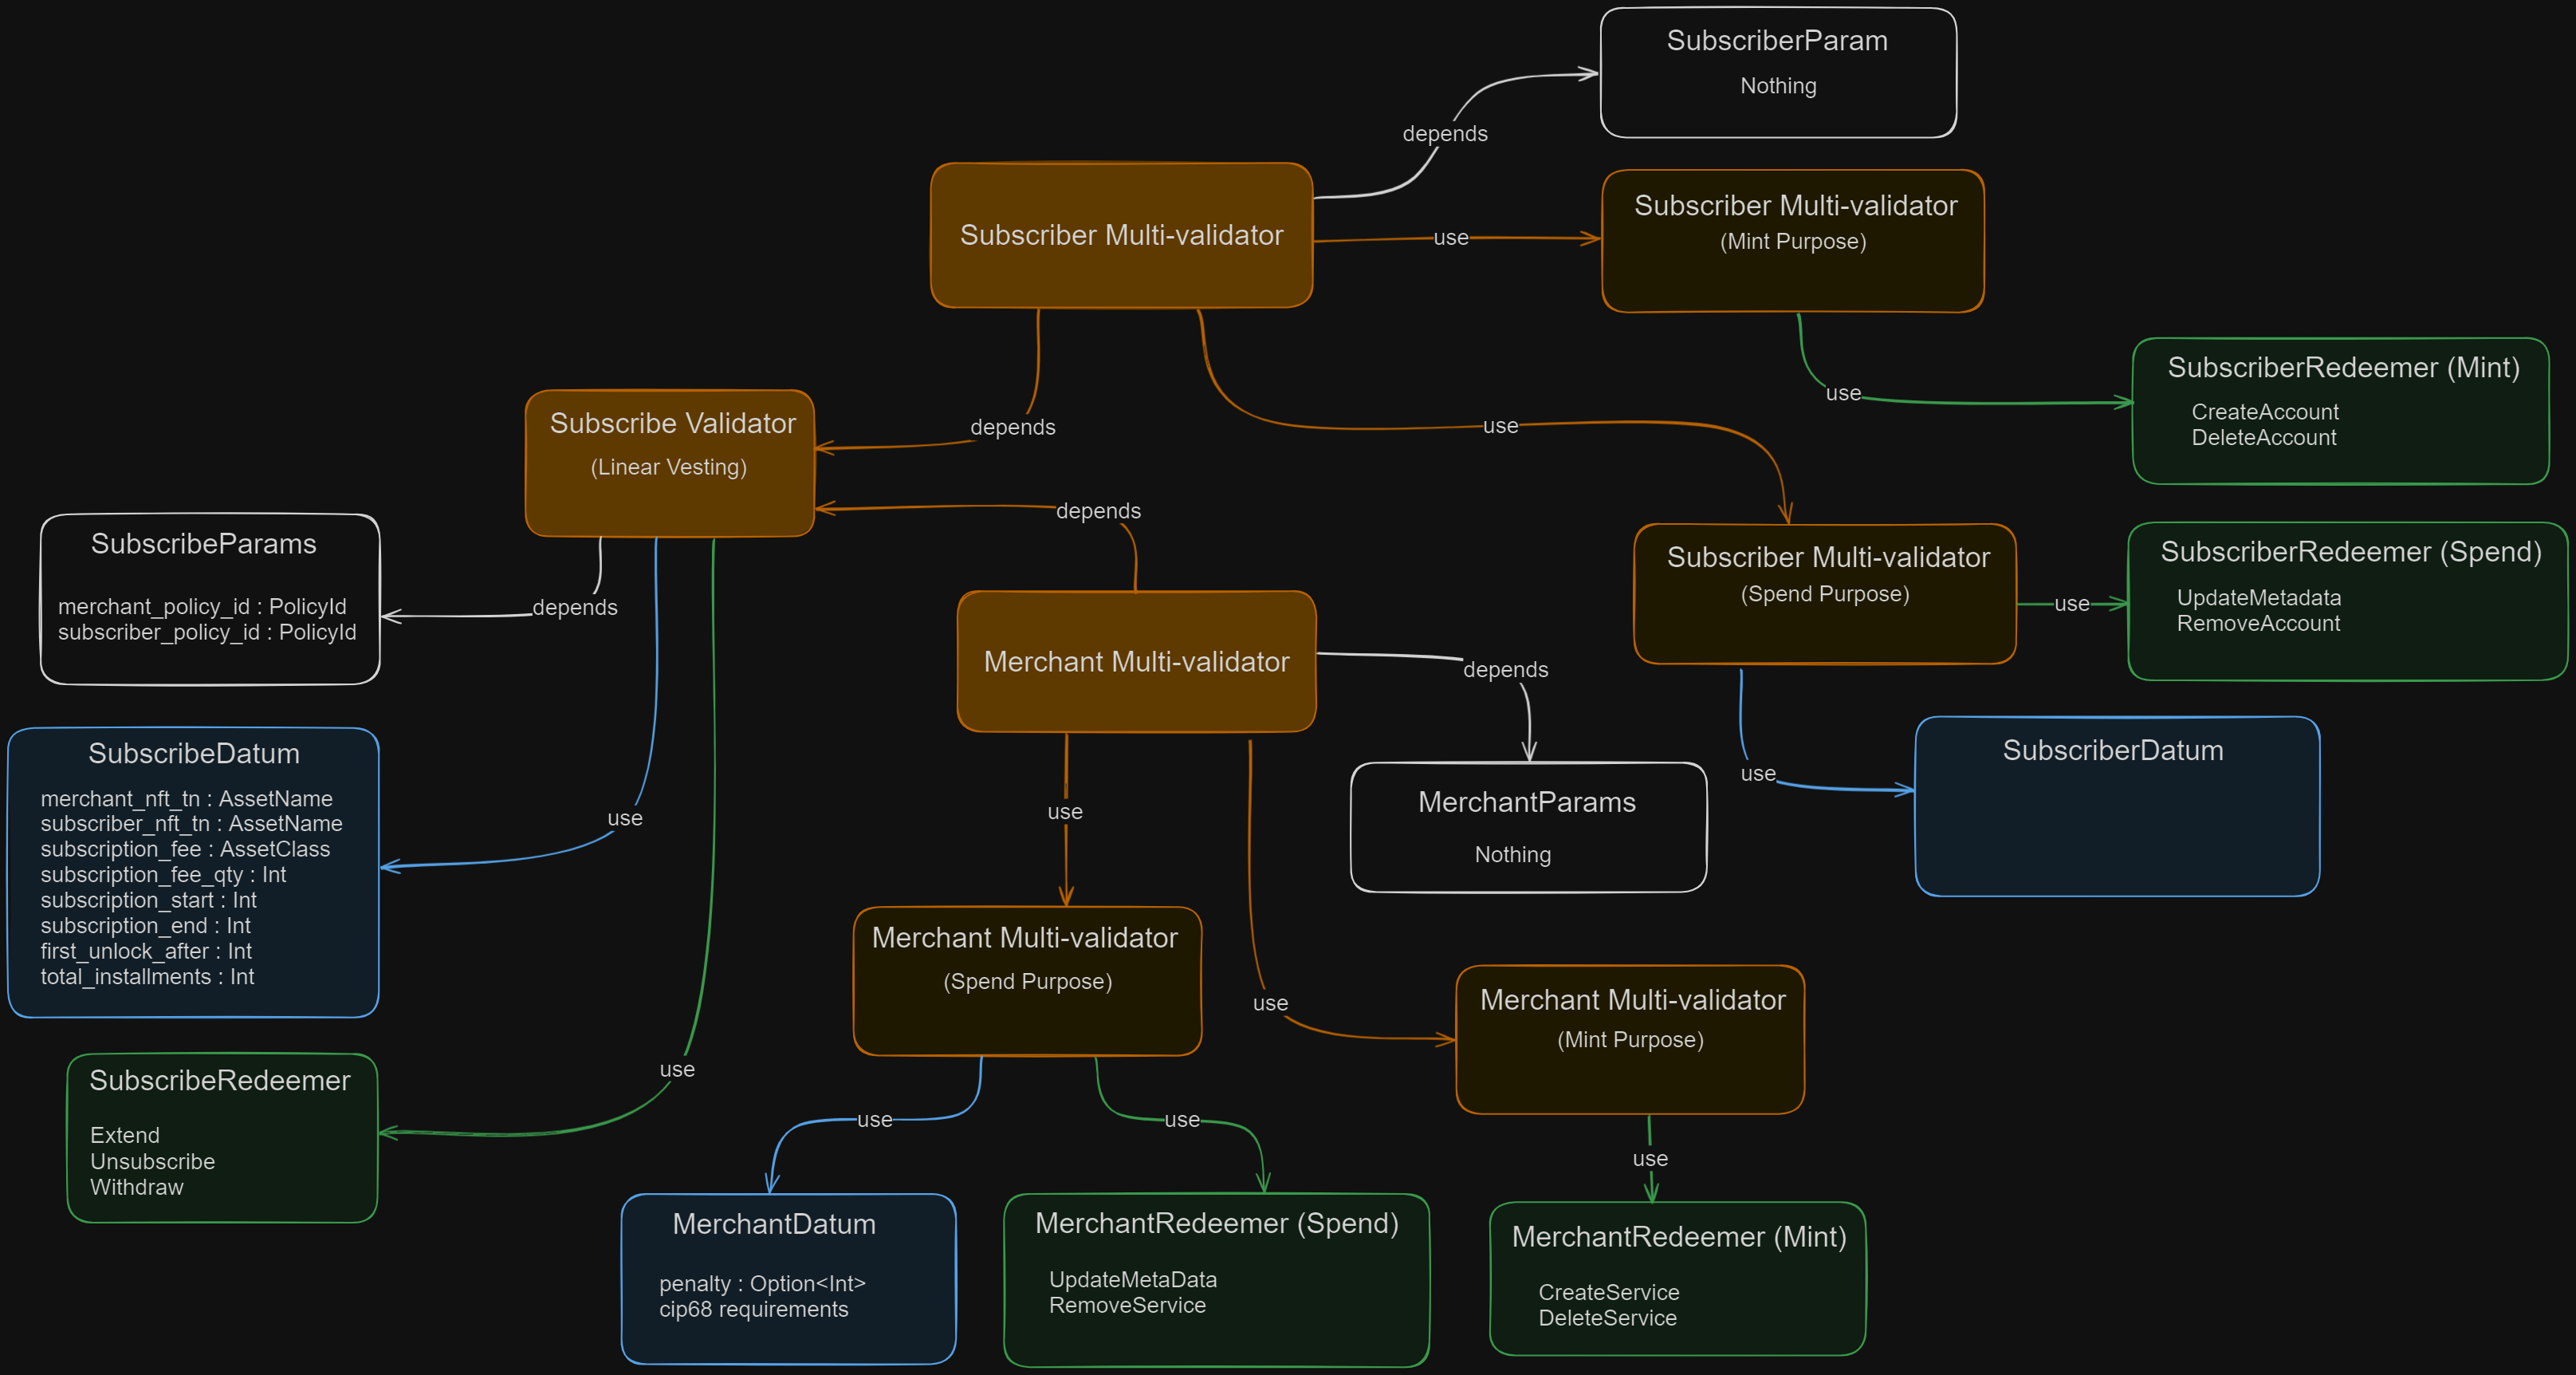 SubscriberParam
Nothing
depends
Subscriber Multi-validator
use
Subscriber Multi-validator
(Mint Purpose)
use
SubscriberRedeemer (Mint)
CreateAccount
DeleteAccount
depends
use
Subscribe Validator
(Linear Vesting)
depends
SubscribeParams
merchant_policy_id : PolicyId
subscriber_policy_id : PolicyId
depends
Subscriber Multi-validator
(Spend Purpose)
use
SubscriberRedeemer (Spend)
UpdateMetadata
RemoveAccount
Merchant Multi-validator
depends
use
SubscriberDatum
SubscribeDatum
merchant_nft_tn : AssetName
subscriber_nft_tn : AssetName
subscription_fee : AssetClass
subscription_fee_qty : Int
subscription_start : Int
subscription_end : Int
first_unlock_after : Int
total_installments : Int
use
use
MerchantParams
Nothing
Merchant Multi-validator
(Spend Purpose)
use
Merchant Multi-validator
(Mint Purpose)
SubscribeRedeemer
Extend
Unsubscribe
Withdraw
use
use
use
use
MerchantDatum
penalty : Option<Int>
cip68 requirements
MerchantRedeemer (Spend)
UpdateMetaData
RemoveService
MerchantRedeemer (Mint)
CreateService
DeleteService